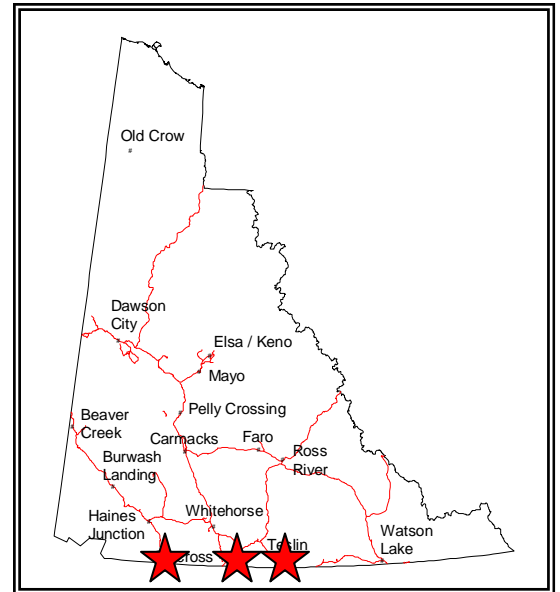 Old Crow
Dawson
City
Elsa / Keno
Mayo
Pelly Crossing
Beaver
Creek
Carmacks
Faro
Ross
River
Burwash
Landing
Haines
Junction
Whitehorse
Teslin
Watson
Lake